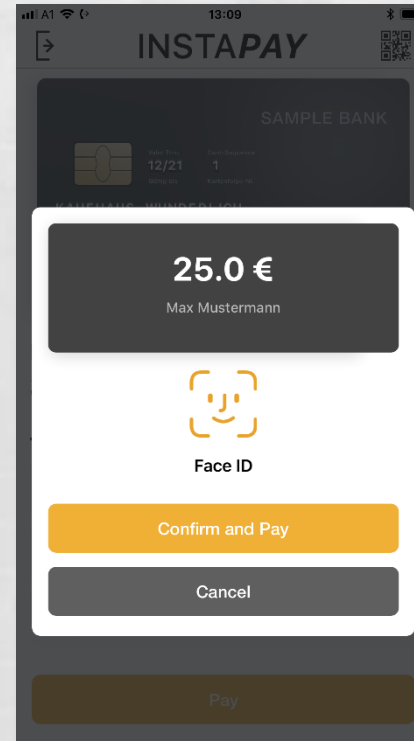 A1 13:09
INSTAPAY
SAMPLE BANK
12/21 1
25.0 €
Max Mustermann
Face ID
Confirm and Pay
Cancel
Pay